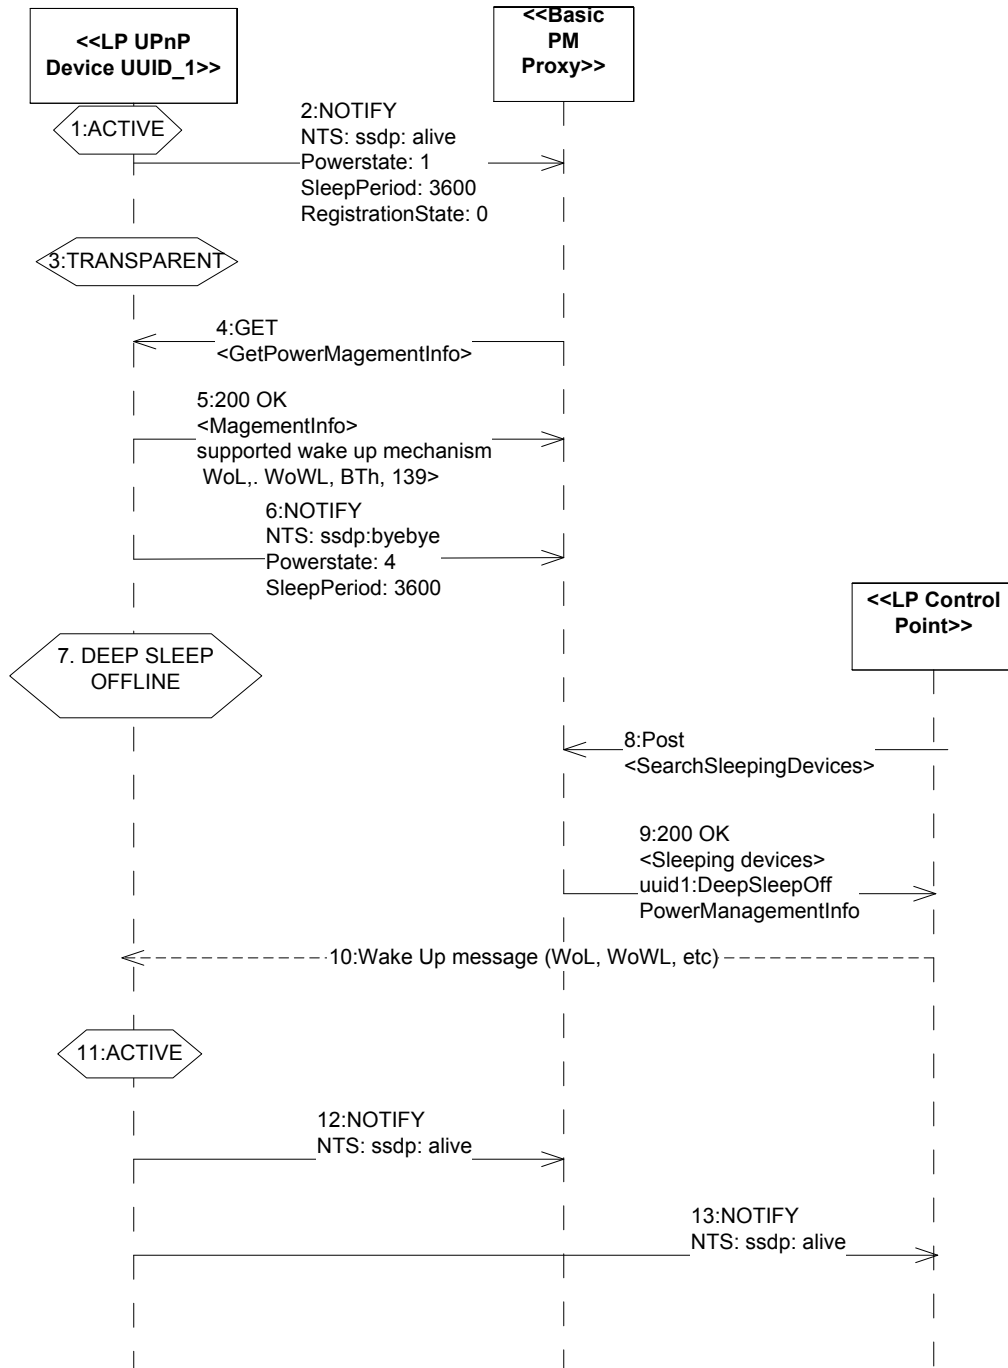 <<LP UPnP
Device UUID_1>>
<<Basic
PM
Proxy>>
1:ACTIVE
2:NOTIFY
NTS: ssdp: alive
Powerstate: 1
SleepPeriod: 3600
RegistrationState: 0
3:TRANSPARENT
4:GET
<GetPowerMagementInfo>
5:200 OK
<MagementInfo>
supported wake up mechanism
WoL,. WoWL, BTh, 139>
6:NOTIFY
NTS: ssdp:byebye
Powerstate: 4
SleepPeriod: 3600
<<LP Control
Point>>
7. DEEP SLEEP
OFFLINE
8:Post
<SearchSleepingDevices>
9:200 OK
<Sleeping devices>
uuid1:DeepSleepOff
PowerManagementInfo
10:Wake Up message (WoL, WoWL, etc)
11:ACTIVE
12:NOTIFY
NTS: ssdp: alive
13:NOTIFY
NTS: ssdp: alive